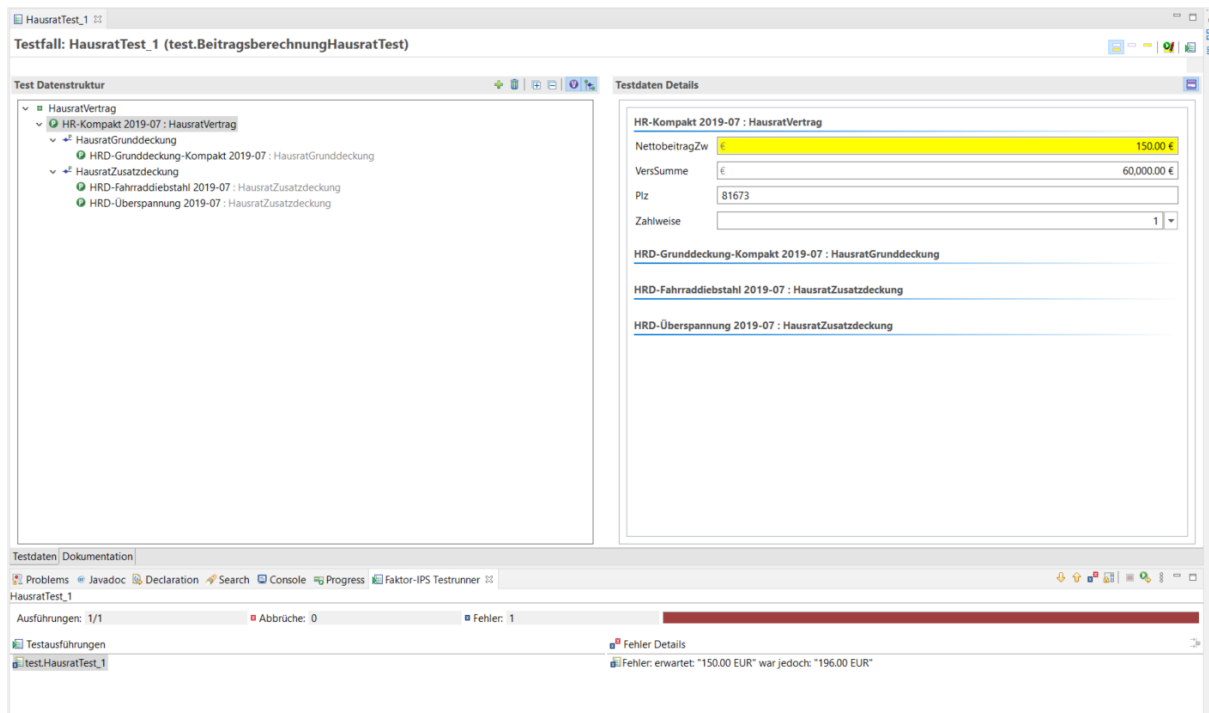 HausratTest_1
Testfall: HausratTest_1 (test.BeitragsberechnungHausratTest)
Test Datenstruktur
HausratVertrag
HR-Kompakt 2019-07 : HausratVertrag
HausratGrunddeckung
HRD-Grunddeckung-Kompakt 2019-07 : HausratGrunddeckung
HausratZusatzdeckung
HRD-Fahrraddiebstahl 2019-07 : HausratZusatzdeckung
HRD-Überspannung 2019-07 : HausratZusatzdeckung
Testdaten Details
HR-Kompakt 2019-07 : HausratVertrag
NettobeitragZw € 150.00 €
VersSumme € 60,000.00 €
Plz 81673
Zahlweise 1
HRD-Grunddeckung-Kompakt 2019-07 : HausratGrunddeckung
HRD-Fahrraddiebstahl 2019-07 : HausratZusatzdeckung
HRD-Überspannung 2019-07 : HausratZusatzdeckung
Testdaten Dokumentation
Problems @ Javadoc Declaration Search Console Progress Faktor-IPS Testrunner
HausratTest_1
Ausführungen: 1/1 Abbrüche: 0 Fehler: 1
Testausführungen
test.HausratTest_1
Fehler Details
Fehler: erwartet: "150.00 EUR" war jedoch: "196.00 EUR"